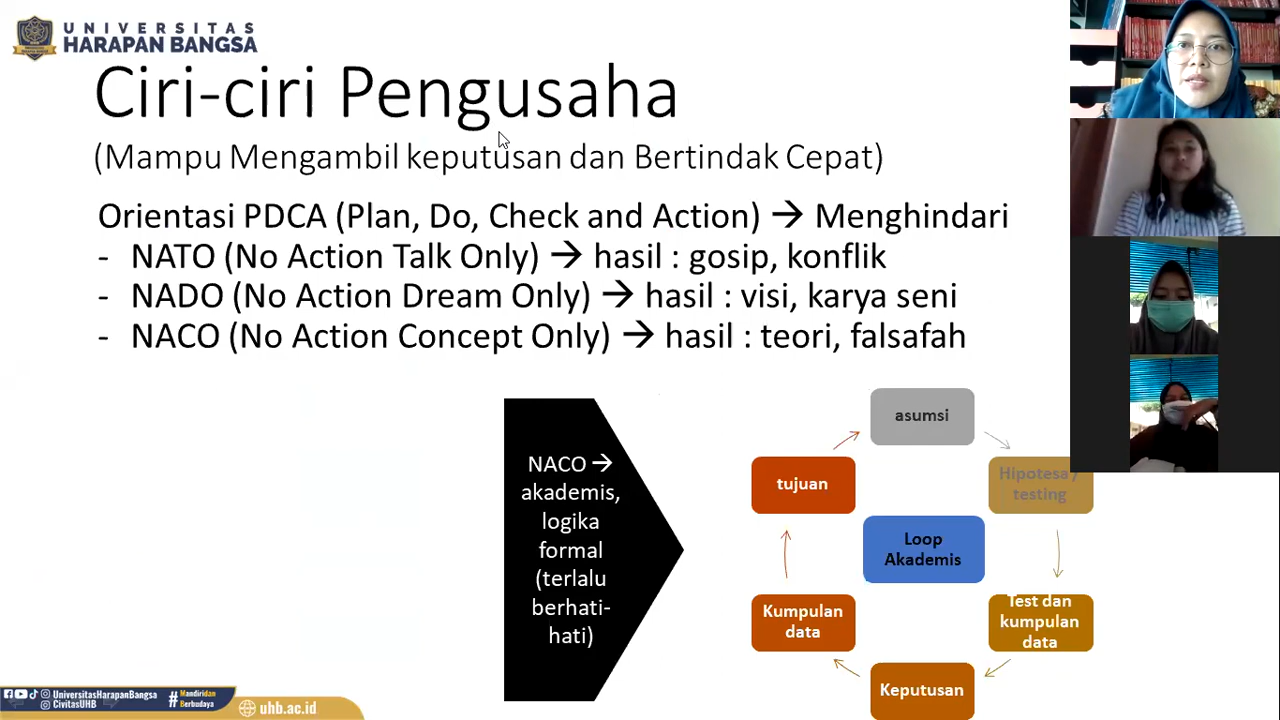 UNIVERSITAS
HARAPAN BANGSA
Ciri-ciri Pengusaha
(Mampu Mengambil keputusan dan Bertindak Cepat)
Orientasi PDCA (Plan, Do, Check and Action) → Menghindari
- NATO (No Action Talk Only) → hasil : gosip, konflik
- NADO (No Action Dream Only) → hasil : visi, karya seni
- NACO (No Action Concept Only) → hasil : teori, falsafah
NACO →
akademis,
logika
formal
(terlalu
berhati-
hati)
asumsi
Hipotesa /
testing
Test dan
kumpulan
data
Keputusan
Kumpulan
data
tujuan
Loop
Akademis
UniversitasHarapanBangsa
CivitasUHB
# Mandiri dan
Berbudaya
uhb.ac.id